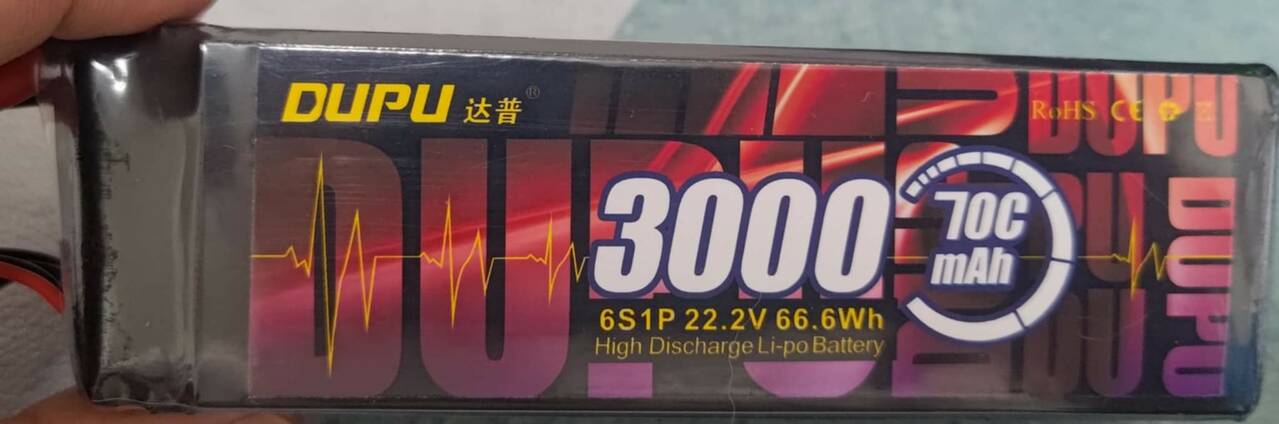 DUPU 达普®
RoHS CE
DUPU
DUPU
3000
70C
mAh
6S1P 22.2V 66.6Wh
High Discharge Li-po Battery
DUPU